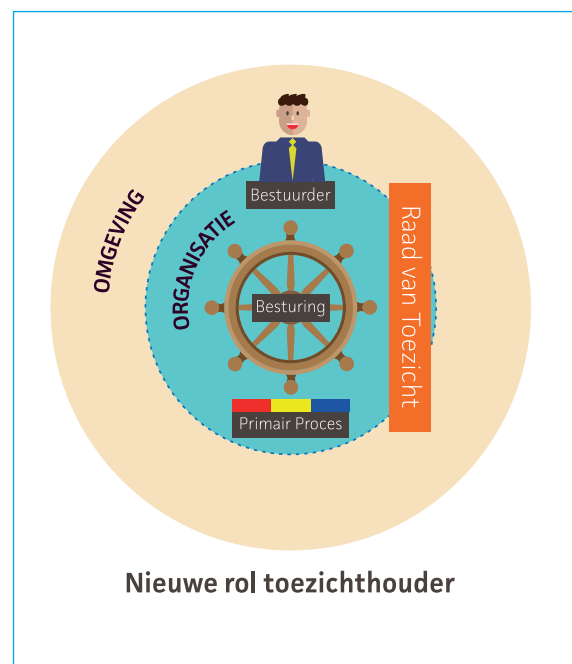 Bestuurder
OMGEVING
ORGANISATIE
Raad van Toezicht
Besturing
Primair Proces
Nieuwe rol toezichthouder